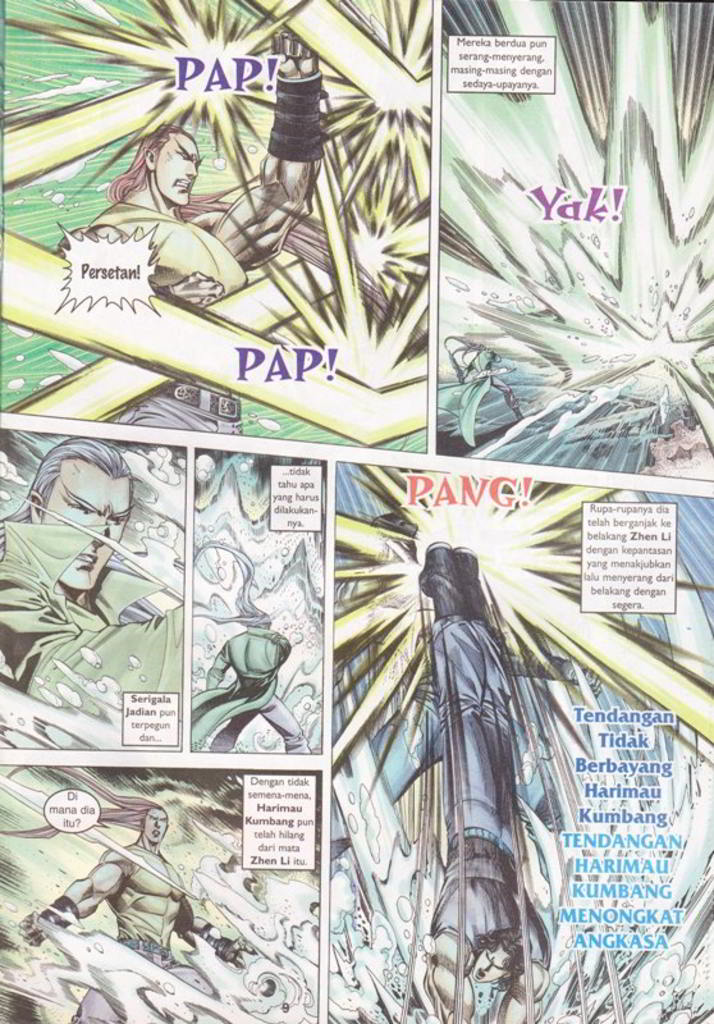 PAP!
Persetan!
PAP!
Mereka berdua pun
serang-menyerang,
masing-masing dengan
sedaya-upayanya.
Yak!
Serigala
Jadian pun
terpegun
dan...
...tidak
tahu apa
yang harus
dilakukan-
nya.
PANG!
Rupa-rupanya dia
telah berganjak ke
belakang Zhen Li
dengan kepantasan
yang menakjubkan
lalu menyerang dari
belakang dengan
segera.
Tendangan
Tidak
Berbayang
Harimau
Kumbang
TENDANGAN
HARIMAU
KUMBANG
MENONGKAT
ANGKASA
Di
mana dia
itu?
Dengan tidak
semena-mena,
Harimau
Kumbang pun
telah hilang
dari mata
Zhen Li itu.
9